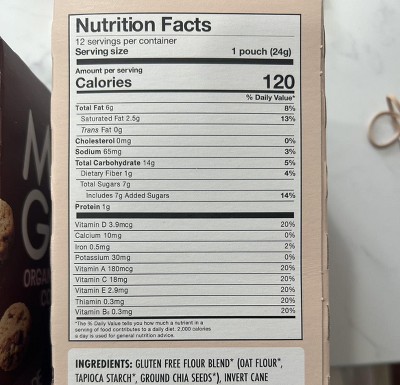 Nutrition Facts
12 servings per container
Serving size 1 pouch (24g)
Amount per serving
Calories 120
% Daily Value*
Total Fat 6g 8%
Saturated Fat 2.5g 13%
Trans Fat 0g
Cholesterol 0mg 0%
Sodium 65mg 3%
Total Carbohydrate 14g 5%
Dietary Fiber 1g 4%
Total Sugars 7g
Includes 7g Added Sugars 14%
Protein 1g
Vitamin D 3.9mcg 20%
Calcium 10mg 0%
Iron 0.5mg 2%
Potassium 30mg 0%
Vitamin A 180mcg 20%
Vitamin C 18mg 20%
Vitamin E 2.9mg 20%
Thiamin 0.3mg 20%
Vitamin B₆ 0.3mg 20%
*The % Daily Value tells you how much a nutrient in a
serving of food contributes to a daily diet. 2,000 calories
a day is used for general nutrition advice.
INGREDIENTS: GLUTEN FREE FLOUR BLEND* (OAT FLOUR*,
TAPIOCA STARCH*, GROUND CHIA SEEDS*), INVERT CANE